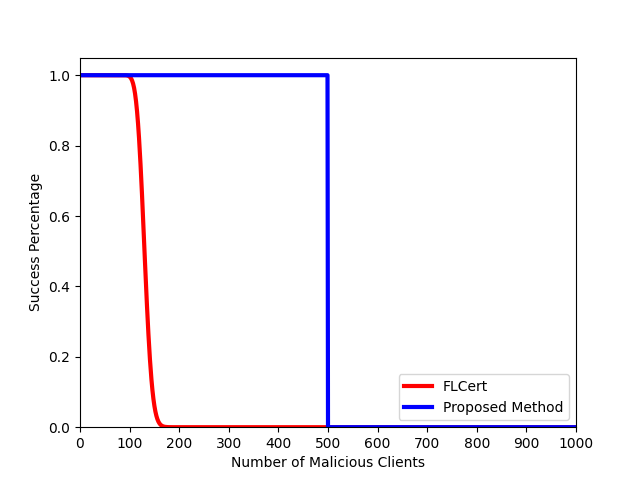 1.0
0.8
0.6
0.4
0.2
0.0
Success Percentage
0 100 200 300 400 500 600 700 800 900 1000
Number of Malicious Clients
FLCert
Proposed Method